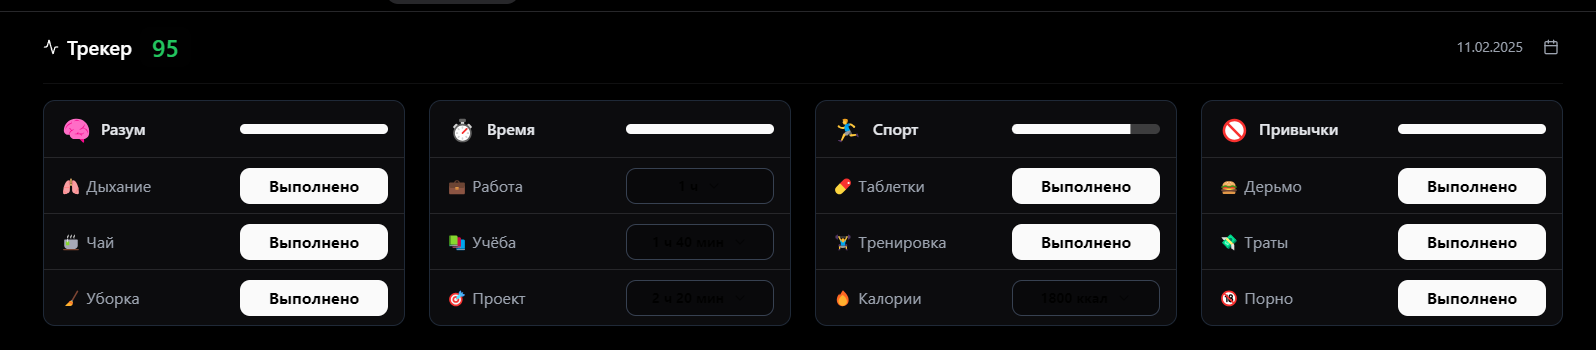 Трекер 95
11.02.2025
Разум
Дыхание Выполнено
Чай Выполнено
Уборка Выполнено
Время
Работа 1 ч
Учёба 1 ч 40 мин
Проект 2 ч 20 мин
Спорт
Таблетки Выполнено
Тренировка Выполнено
Калории 1800 ккал
Привычки
Дерьмо Выполнено
Траты Выполнено
Порно Выполнено